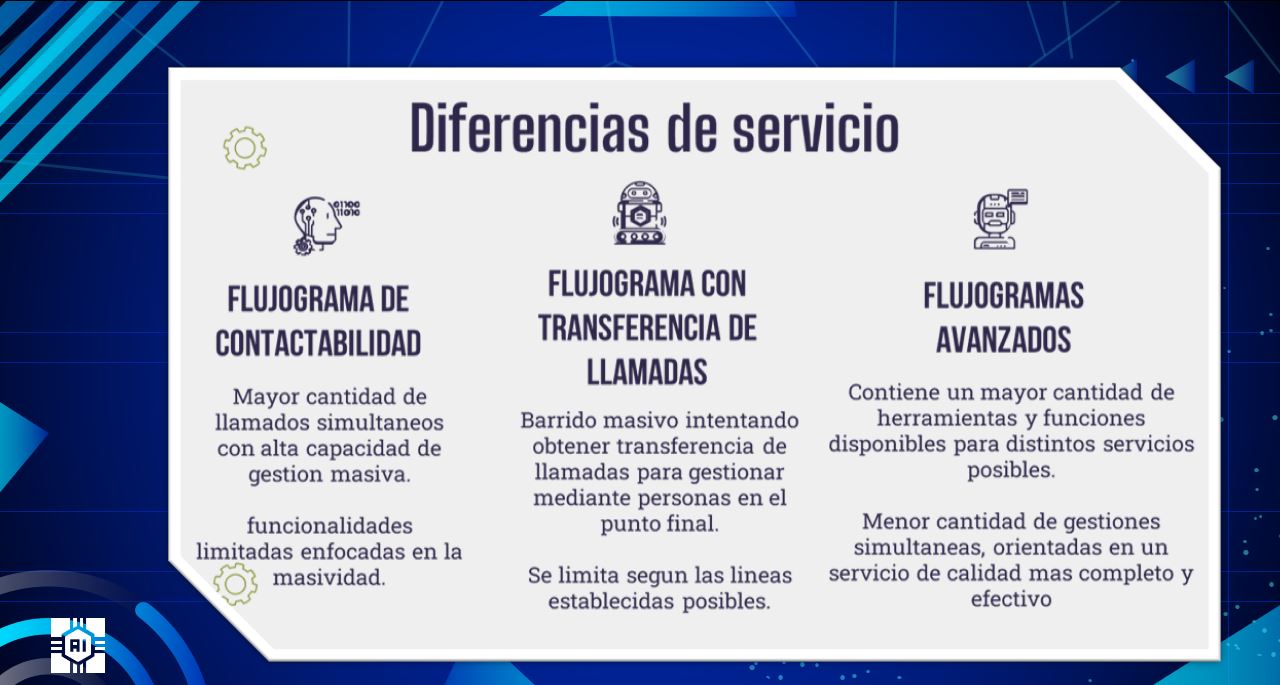 Diferencias de servicio
01100
11010
FLUJOGRAMA DE
CONTACTABILIDAD
Mayor cantidad de
llamados simultaneos
con alta capacidad de
gestion masiva.
funcionalidades
limitadas enfocadas en la
masividad.
FLUJOGRAMA CON
TRANSFERENCIA DE
LLAMADAS
Barrido masivo intentando
obtener transferencia de
llamadas para gestionar
mediante personas en el
punto final.
Se limita segun las lineas
establecidas posibles.
FLUJOGRAMAS
AVANZADOS
Contiene un mayor cantidad de
herramientas y funciones
disponibles para distintos servicios
posibles.
Menor cantidad de gestiones
simultaneas, orientadas en un
servicio de calidad mas completo y
efectivo
AI